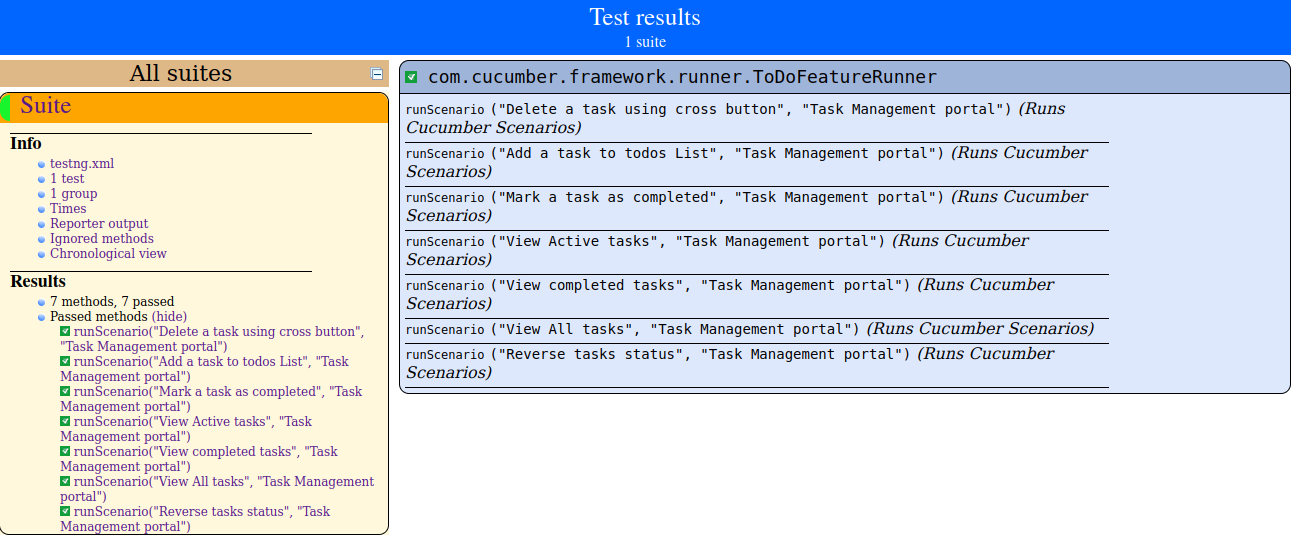 Test results
1 suite
All suites
Suite
Info
testng.xml
1 test
1 group
Times
Reporter output
Ignored methods
Chronological view
Results
7 methods, 7 passed
Passed methods (hide)
runScenario("Delete a task using cross button",
"Task Management portal")
runScenario("Add a task to todos List", "Task
Management portal")
runScenario("Mark a task as completed", "Task
Management portal")
runScenario("View Active tasks", "Task
Management portal")
runScenario("View completed tasks", "Task
Management portal")
runScenario("View All tasks", "Task Management
portal")
runScenario("Reverse tasks status", "Task
Management portal")
com.cucumber.framework.runner.ToDoFeatureRunner
runScenario ("Delete a task using cross button", "Task Management portal") (Runs
Cucumber Scenarios)
runScenario ("Add a task to todos List", "Task Management portal") (Runs Cucumber
Scenarios)
runScenario ("Mark a task as completed", "Task Management portal") (Runs Cucumber
Scenarios)
runScenario ("View Active tasks", "Task Management portal") (Runs Cucumber
Scenarios)
runScenario ("View completed tasks", "Task Management portal") (Runs Cucumber
Scenarios)
runScenario ("View All tasks", "Task Management portal") (Runs Cucumber Scenarios)
runScenario ("Reverse tasks status", "Task Management portal") (Runs Cucumber
Scenarios)